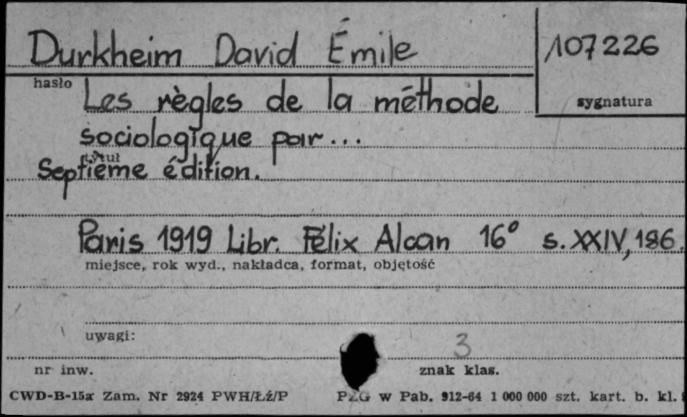 Durkheim David Émile
107226
hasło
sygnatura
Les règles de la méthode
sociologique par...
tytuł
Septième édition.
Paris 1919 Libr. Félix Alcan 16° s. XXIV, 186.
miejsce, rok wyd., nakładca, format, objętość
uwagi:
3
nr inw.
znak klas.
CWD-B-15a Zam. Nr 2924 PWH/Łź/P
PZG w Pab. 912-64 1 000 000 szt. kart. b. kl.